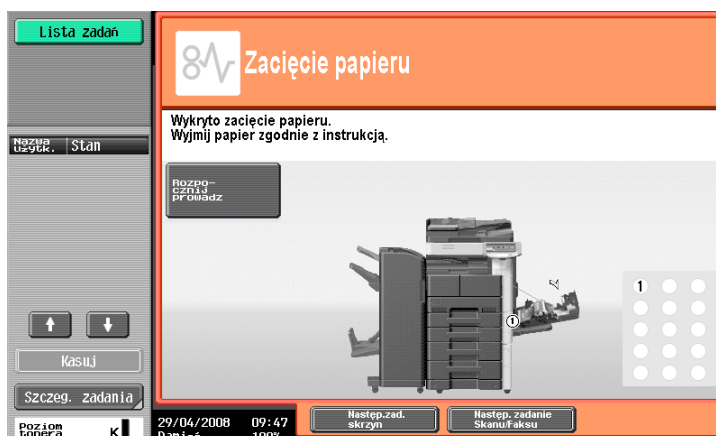 Lista zadań
Zacięcie papieru
Wykryto zacięcie papieru.
Wyjmij papier zgodnie z instrukcją.
Nazwa użytk.
Stan
Rozpo-
cznij
prowadz
1
1
Kasuj
Szczeg. zadania
Poziom
tonera
K
29/04/2008 09:47
Pamięć 100%
Następ.zad.
skrzyn
Następ. zadanie
Skanu/Faksu